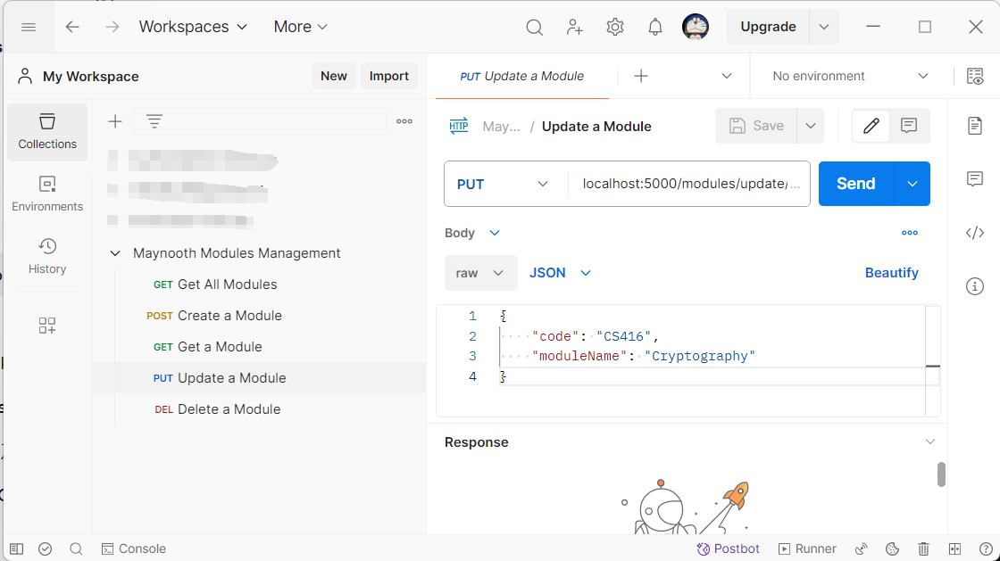 Workspaces More Upgrade
My Workspace New Import PUT Update a Module No environment
Collections
HTTP May... / Update a Module Save
Environments
PUT localhost:5000/modules/update/... Send
History
Body
raw JSON Beautify
Maynooth Modules Management
GET Get All Modules
POST Create a Module
GET Get a Module
PUT Update a Module
DEL Delete a Module
1 {
2 "code": "CS416",
3 "moduleName": "Cryptography"
4 }
Response
Console Postbot Runner